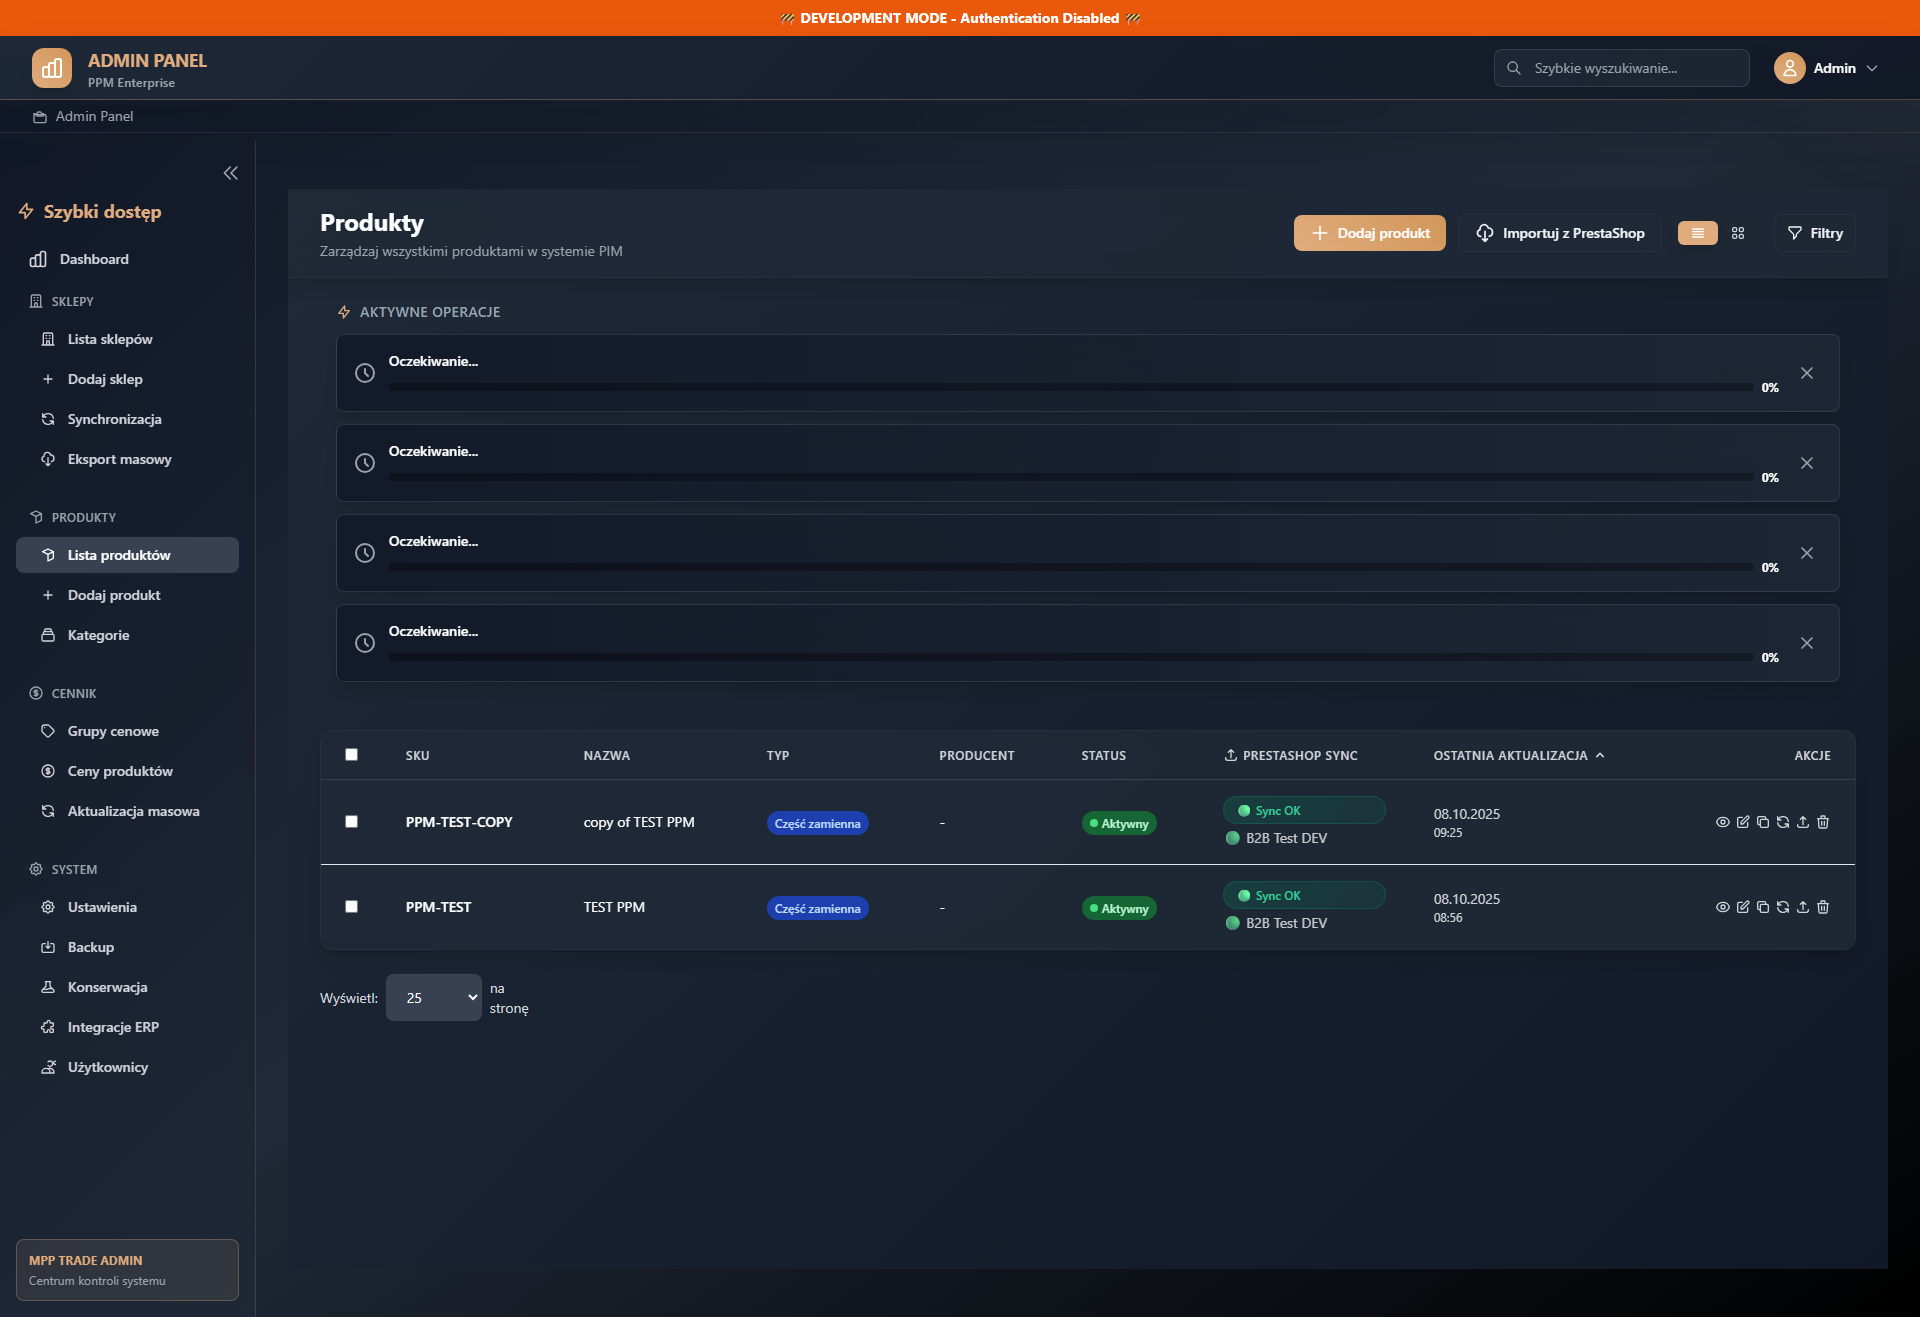 🚧 DEVELOPMENT MODE - Authentication Disabled 🚧
ADMIN PANEL
PPM Enterprise
Szybkie wyszukiwanie...
Admin
Admin Panel
Szybki dostęp
Dashboard
SKLEPY
Lista sklepów
Dodaj sklep
Synchronizacja
Eksport masowy
PRODUKTY
Lista produktów
Dodaj produkt
Kategorie
CENNIK
Grupy cenowe
Ceny produktów
Aktualizacja masowa
SYSTEM
Ustawienia
Backup
Konserwacja
Integracje ERP
Użytkownicy
MPP TRADE ADMIN
Centrum kontroli systemu
Produkty
Zarządzaj wszystkimi produktami w systemie PIM
Dodaj produkt
Importuj z PrestaShop
Filtry
AKTYWNE OPERACJE
Oczekiwanie...
0%
Oczekiwanie...
0%
Oczekiwanie...
0%
Oczekiwanie...
0%
SKU NAZWA TYP PRODUCENT STATUS PRESTASHOP SYNC OSTATNIA AKTUALIZACJA AKCJE
PPM-TEST-COPY copy of TEST PPM Część zamienna - Aktywny
Sync OK
B2B Test DEV
08.10.2025
09:25
PPM-TEST TEST PPM Część zamienna - Aktywny
Sync OK
B2B Test DEV
08.10.2025
08:56
Wyświetl: 25 na
stronę